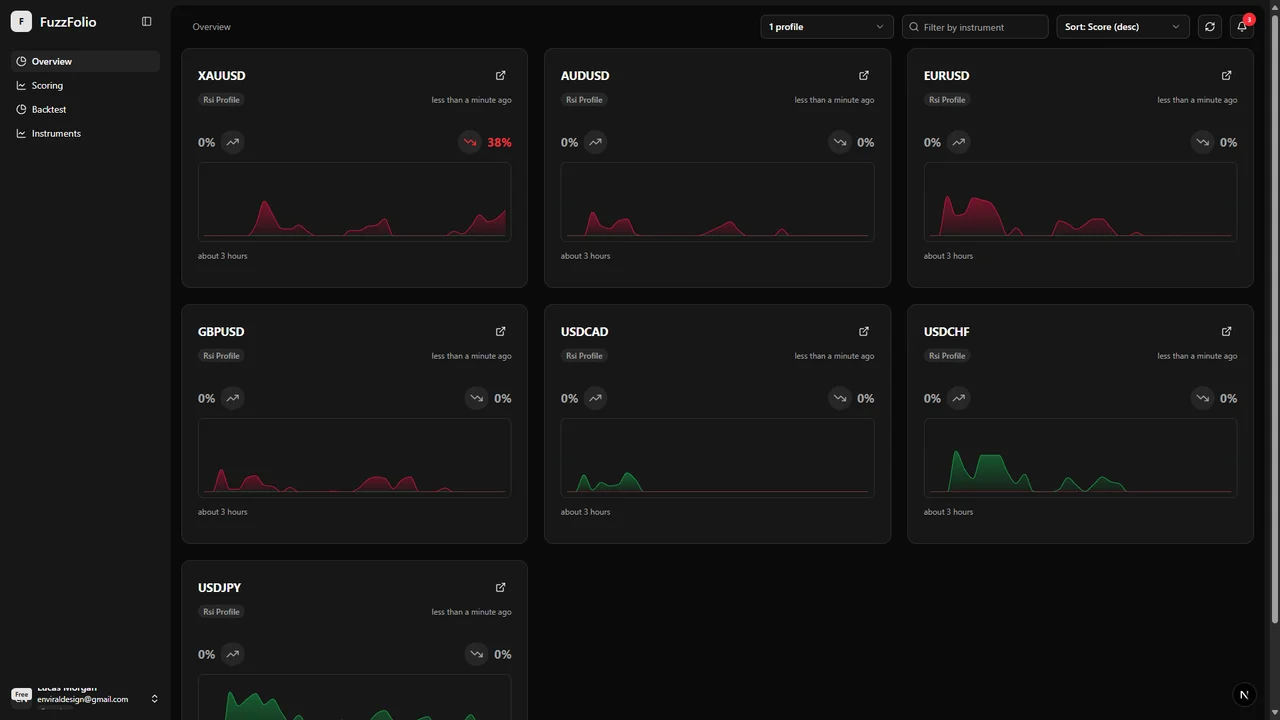 F FuzzFolio
Overview
Scoring
Backtest
Instruments
Free
Lucas Morgan
enviraldesign@gmail.com
Overview
1 profile
Filter by instrument
Sort: Score (desc)
3
XAUUSD
Rsi Profile
less than a minute ago
0%
38%
about 3 hours
AUDUSD
Rsi Profile
less than a minute ago
0%
0%
about 3 hours
EURUSD
Rsi Profile
less than a minute ago
0%
0%
about 3 hours
GBPUSD
Rsi Profile
less than a minute ago
0%
0%
about 3 hours
USDCAD
Rsi Profile
less than a minute ago
0%
0%
about 3 hours
USDCHF
Rsi Profile
less than a minute ago
0%
0%
about 3 hours
USDJPY
Rsi Profile
less than a minute ago
0%
0%
N